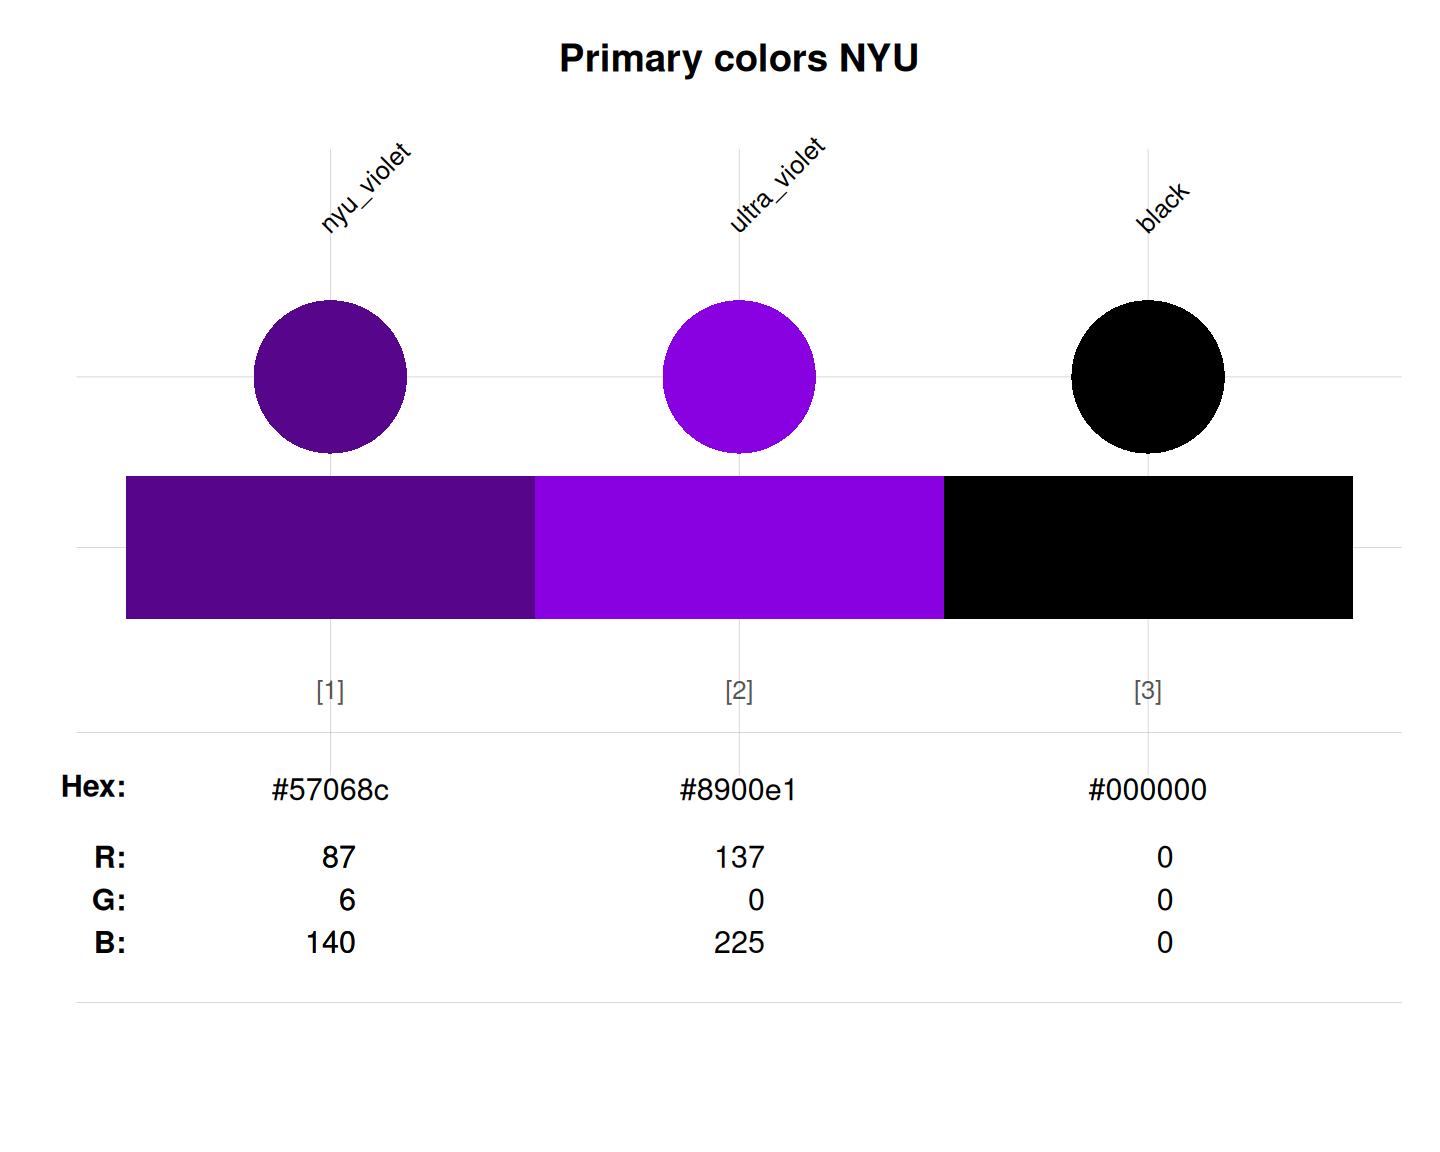 Primary colors NYU
nyu_violet ultra_violet black
[1] [2] [3]
Hex: #57068c #8900e1 #000000
R: 87 137 0
G: 6 0 0
B: 140 225 0